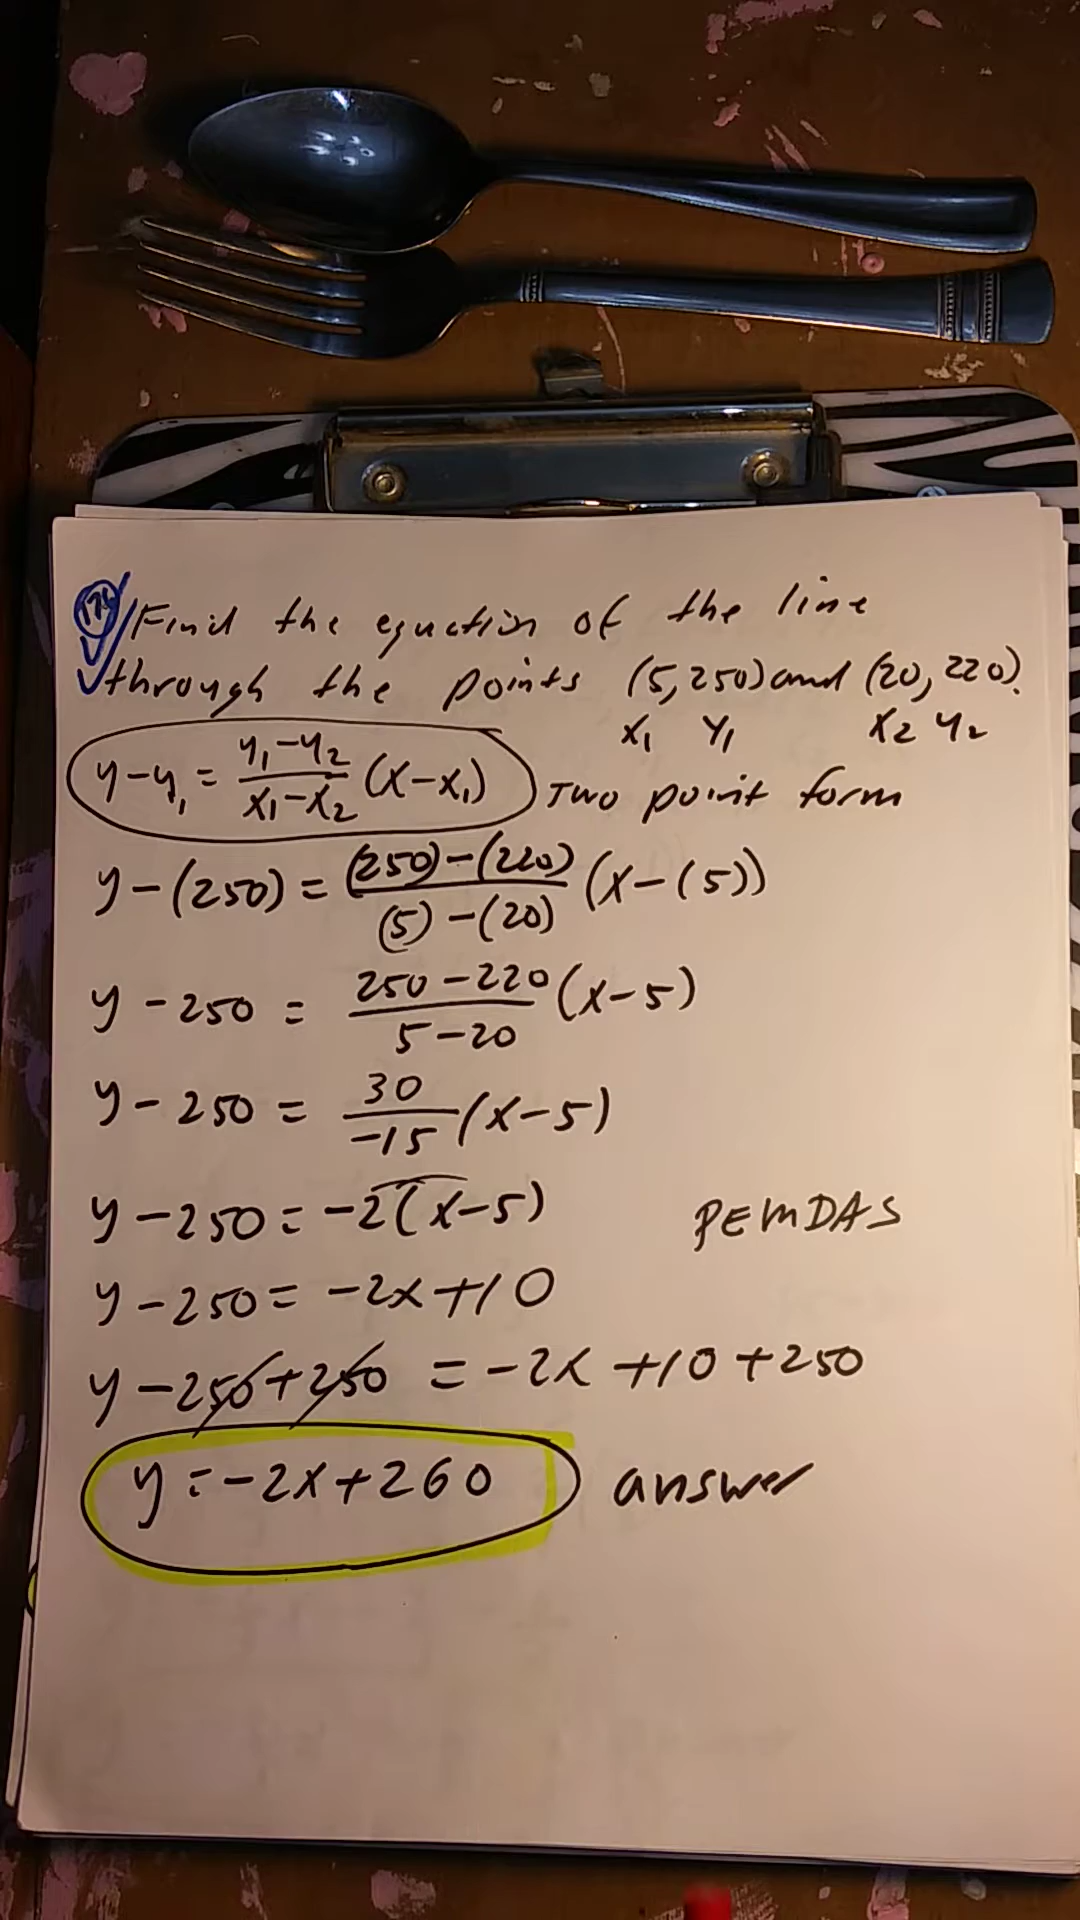 Find the equation of the line
through the points (5,250) and (20,220).
x₁ y₁ x₂ y₂
y-y₁ = y₁-y₂/x₁-x₂ (x-x₁) Two point form
y-(250) = (250)-(220)/(5)-(20) (x-(5))
y-250 = 250-220/5-20 (x-5)
y-250 = 30/-15 (x-5)
y-250=-2(x-5) PEMDAS
y-250=-2x+10
y-250+250 =-2x+10+250
y=-2x+260 answer